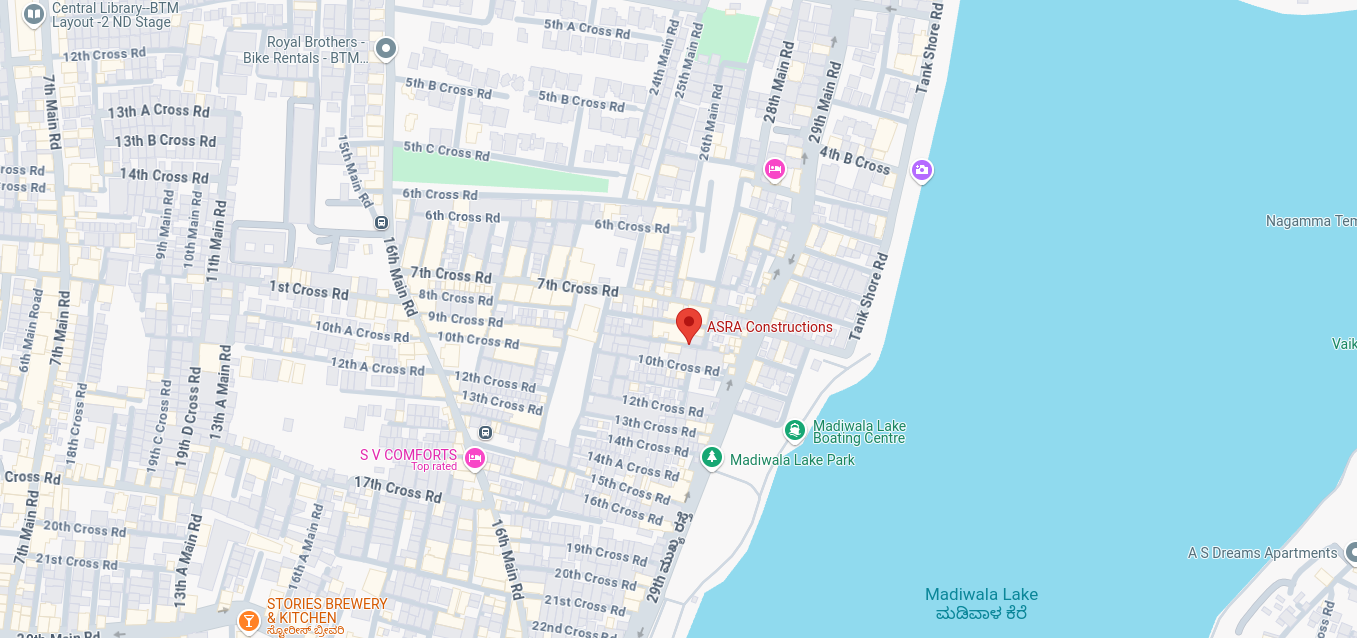 Central Library--BTM
Layout -2 ND Stage
5th A Cross Rd
Tank Shore Rd
Royal Brothers -
Bike Rentals - BTM...
12th Cross Rd
7th Main Rd
24th Main Rd
25th Main Rd
28th Main Rd
29th Main Rd
26th Main Rd
5th B Cross Rd
5th B Cross Rd
13th A Cross Rd
13th B Cross Rd
15th Main Rd
5th C Cross Rd
4th B Cross
ross Rd
ross Rd
14th Cross Rd
9th Main Rd
10th Main Rd
11th Main Rd
6th Cross Rd
6th Cross Rd
6th Cross Rd
Nagamma Tem
16th Main Rd
7th Cross Rd
7th Cross Rd
Tank Shore Rd
1st Cross Rd
8th Cross Rd
6th Main Road
7th Main Rd
9th Cross Rd
10th A Cross Rd
10th Cross Rd
ASRA Constructions
Vaik
10th Cross Rd
12th A Cross Rd
12th Cross Rd
13th Cross Rd
13th A Main Rd
19th D Cross Rd
19th C Cross Rd
18th Cross Rd
12th Cross Rd
13th Cross Rd
14th Cross Rd
14th A Cross Rd
15th Cross Rd
16th Cross Rd
Madiwala Lake
Boating Centre
Madiwala Lake Park
S V COMFORTS
Top rated
Cross Rd
17th Cross Rd
7th Main Rd
20th Cross Rd
21st Cross Rd
13th A Main Rd
16th A Main Rd
16th Main Rd
29th ಮುಖ್ಯ ರಸ್ತೆ
19th Cross Rd
20th Cross Rd
21st Cross Rd
22nd Cross Rd
A S Dreams Apartments
Madiwala Lake
ಮಡಿವಾಳ ಕೆರೆ
STORIES BREWERY
& KITCHEN
ಸ್ಟೋರೀಸ್ ಬ್ರೀವರಿ
20th Main Rd
ss Rd